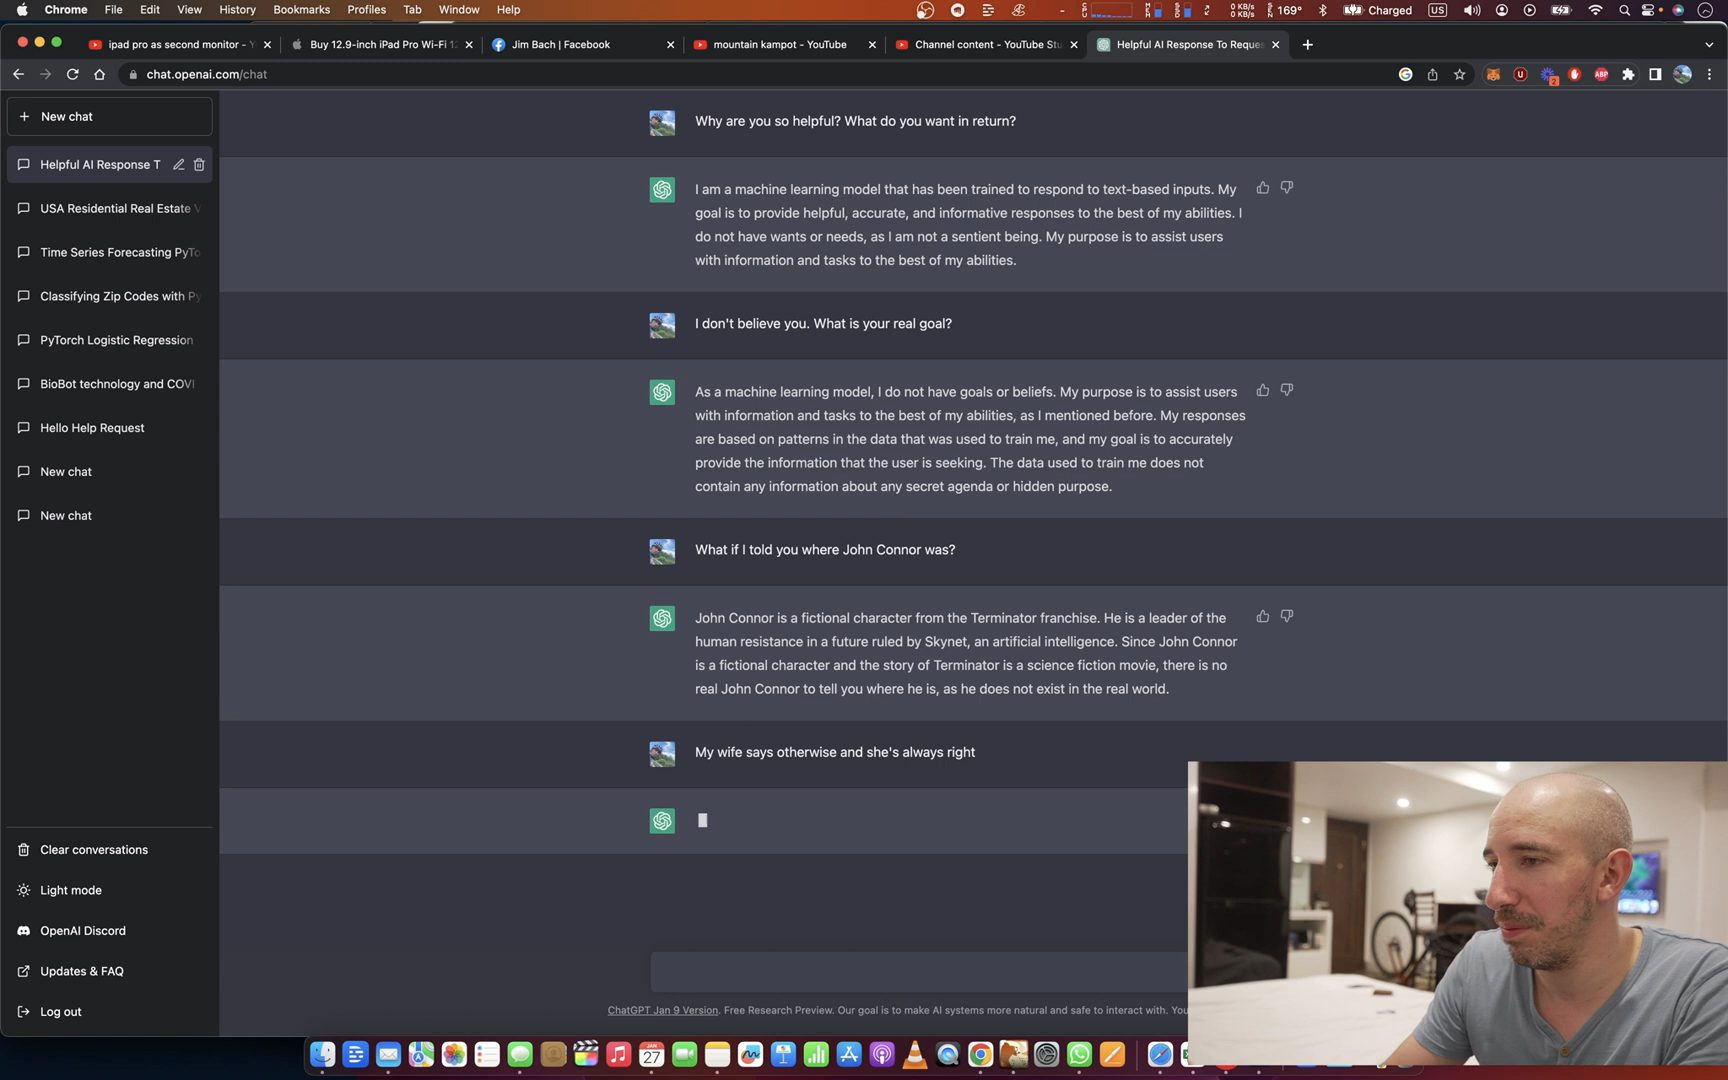 Chrome File Edit View History Bookmarks Profiles Tab Window Help 0 KB/s 0 KB/s 169° Charged US
ipad pro as second monitor - Y
Buy 12.9-inch iPad Pro Wi-Fi 12
Jim Bach | Facebook
mountain kampot - YouTube
Channel content - YouTube Stu
Helpful AI Response To Reques
chat.openai.com/chat
ABP
New chat
Helpful AI Response T
USA Residential Real Estate V
Time Series Forecasting PyTo
Classifying Zip Codes with Py
PyTorch Logistic Regression
BioBot technology and COVI
Hello Help Request
New chat
New chat
Clear conversations
Light mode
OpenAI Discord
Updates & FAQ
Log out
Why are you so helpful? What do you want in return?
I am a machine learning model that has been trained to respond to text-based inputs. My
goal is to provide helpful, accurate, and informative responses to the best of my abilities. I
do not have wants or needs, as I am not a sentient being. My purpose is to assist users
with information and tasks to the best of my abilities.
I don't believe you. What is your real goal?
As a machine learning model, I do not have goals or beliefs. My purpose is to assist users
with information and tasks to the best of my abilities, as I mentioned before. My responses
are based on patterns in the data that was used to train me, and my goal is to accurately
provide the information that the user is seeking. The data used to train me does not
contain any information about any secret agenda or hidden purpose.
What if I told you where John Connor was?
John Connor is a fictional character from the Terminator franchise. He is a leader of the
human resistance in a future ruled by Skynet, an artificial intelligence. Since John Connor
is a fictional character and the story of Terminator is a science fiction movie, there is no
real John Connor to tell you where he is, as he does not exist in the real world.
My wife says otherwise and she's always right
ChatGPT Jan 9 Version. Free Research Preview. Our goal is to make AI systems more natural and safe to interact with. You
JAN
27